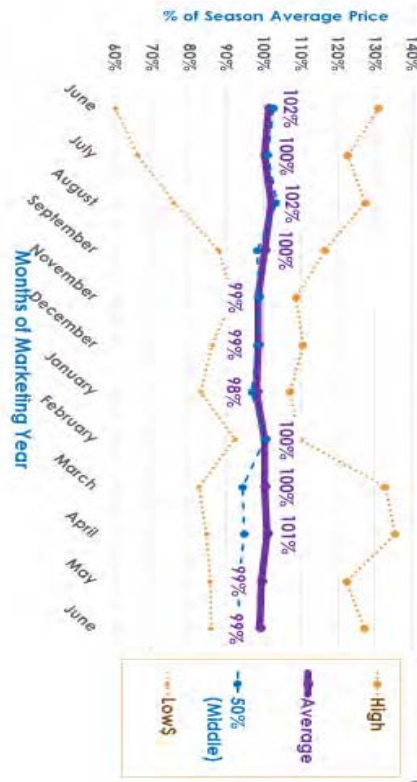 % of Season Average Price
140%
130%
120%
110%
100%
90%
80%
70%
60%
102%
100%
102%
100%
99%
99%
98%
100%
100%
101%
99%
99%
June
July
August
September
November
December
January
February
March
April
May
June
Months of Marketing Year
High
Average
50%
(Middle)
Low$